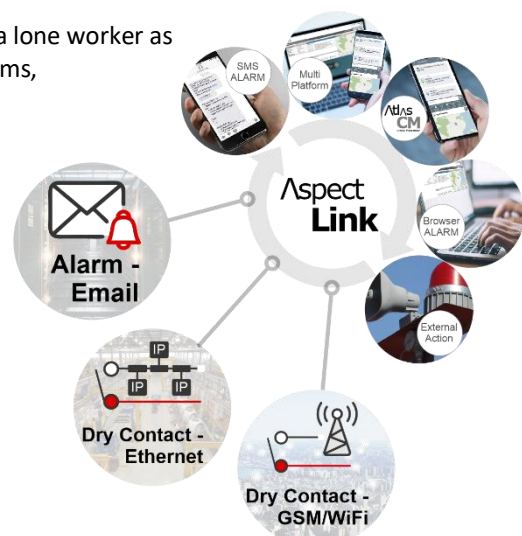 a lone worker as
ms,
SMS
ALARM
Multi
Platform
Atlas
CM
Aspect
Link
Browser
ALARM
External
Action
Alarm -
Email
IP
IP
IP
Dry Contact -
Ethernet
Dry Contact -
GSM/WiFi